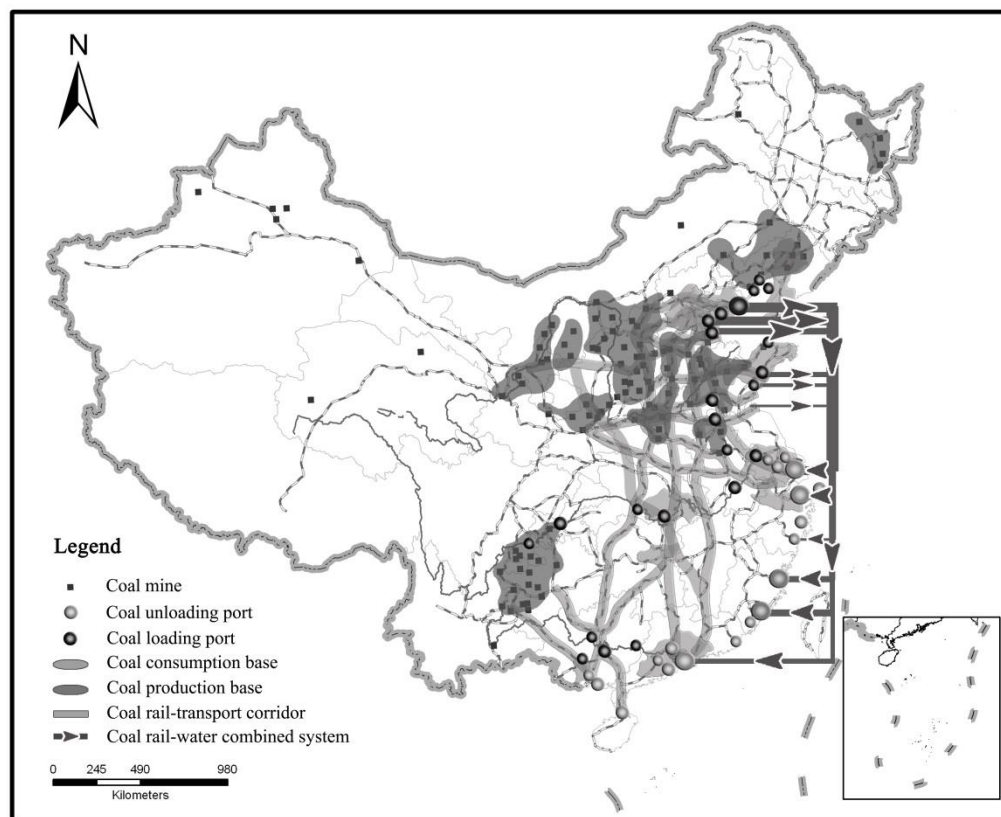 N
Legend
Coal mine
Coal unloading port
Coal loading port
Coal consumption base
Coal production base
Coal rail-transport corridor
Coal rail-water combined system
0 245 490 980
Kilometers